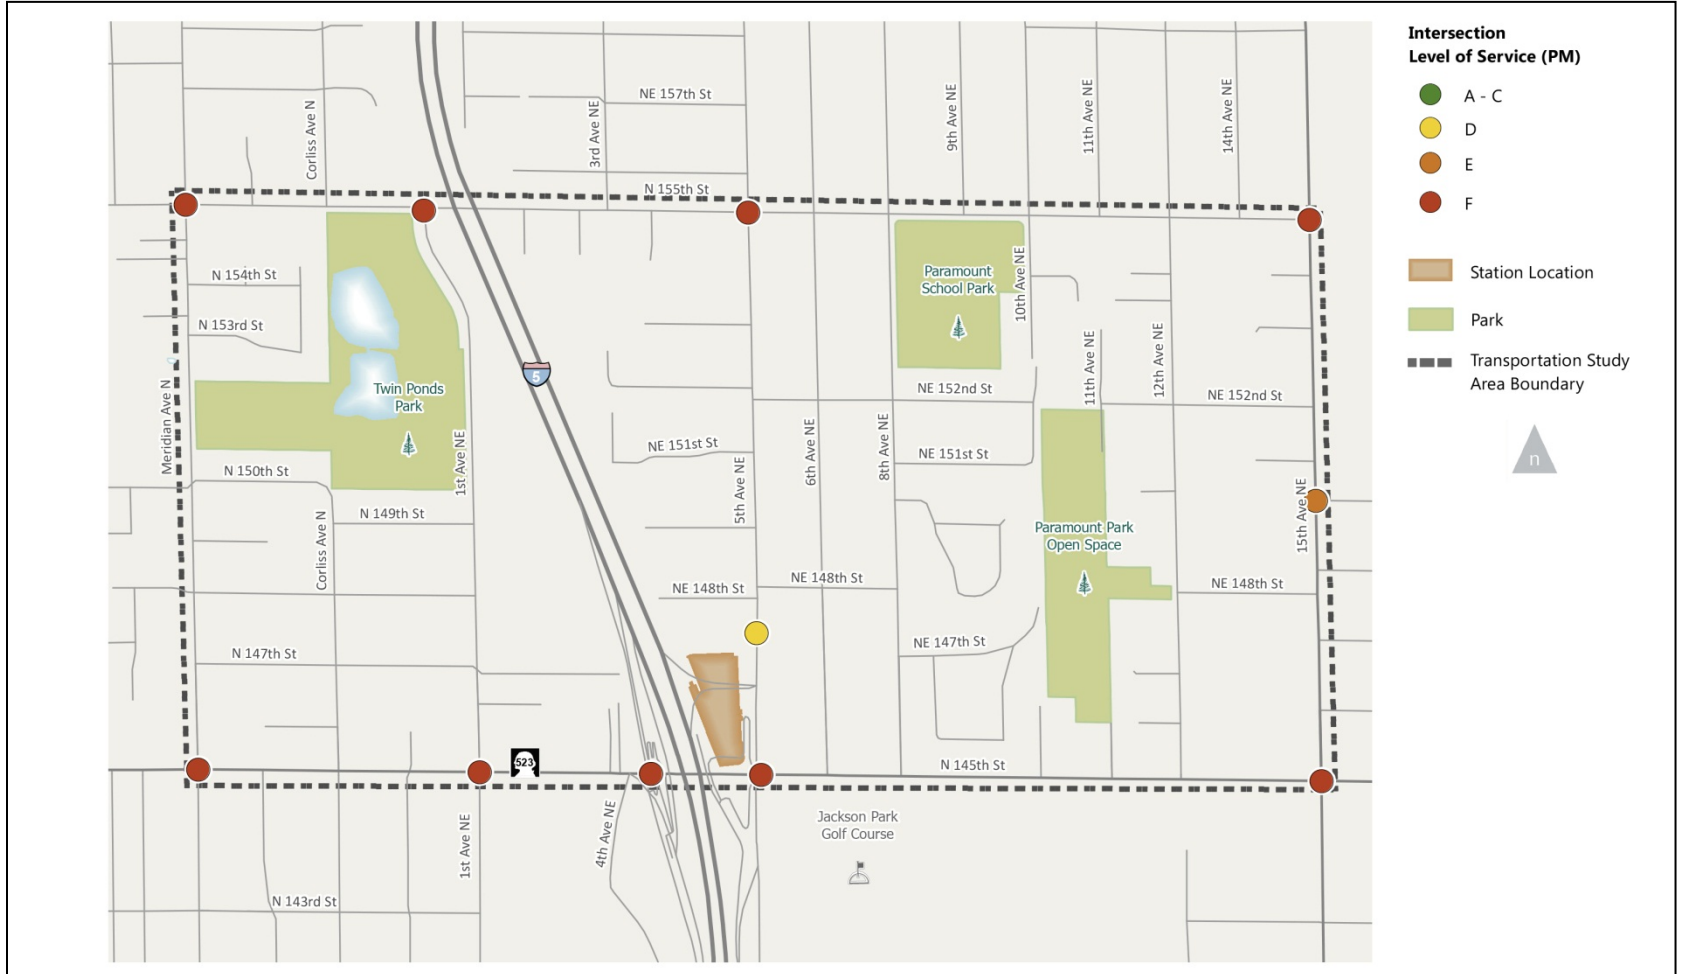 Intersection
Level of Service (PM)
A - C
D
E
F
Station Location
Park
Transportation Study
Area Boundary
n
Corliss Ave N
3rd Ave NE
NE 157th St
9th Ave NE
11th Ave NE
14th Ave NE
N 155th St
N 154th St
N 153rd St
Paramount
School Park
10th Ave NE
5
Twin Ponds
Park
Meridian Ave N
1st Ave NE
N 150th St
N 149th St
Corliss Ave N
NE 151st St
5th Ave NE
6th Ave NE
8th Ave NE
NE 152nd St
NE 151st St
11th Ave NE
12th Ave NE
NE 152nd St
15th Ave NE
Paramount Park
Open Space
NE 148th St
NE 148th St
NE 148th St
N 147th St
NE 147th St
523
N 145th St
1st Ave NE
4th Ave NE
Jackson Park
Golf Course
N 143rd St